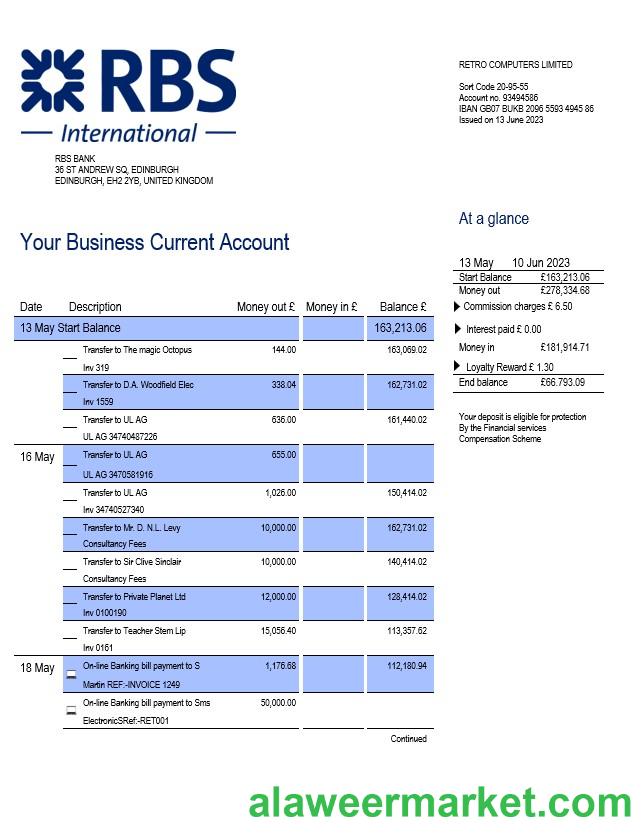 RBS
International
RBS BANK
36 ST ANDREW SQ, EDINBURGH
EDINBURGH, EH2 2YB, UNITED KINGDOM
RETRO COMPUTERS LIMITED
Sort Code 20-95-55
Account no. 93494586
IBAN GB07 BUKB 2096 5593 4945 86
Issued on 13 June 2023
At a glance
13 May 10 Jun 2023
Start Balance £163,213.06
Money out £278,334.68
Commission charges £ 6.50
Interest paid £ 0.00
Money in £181,914.71
Loyalty Reward £ 1.30
End balance £66.793.09
Your deposit is eligible for protection
By the Financial services
Compensation Scheme
Your Business Current Account
Date Description Money out £ Money in £ Balance £
13 May Start Balance 163,213.06
Transfer to The magic Octopus 144.00 163,069.02
Inv 319
Transfer to D.A. Woodfield Elec 338.04 162,731.02
Inv 1559
Transfer to UL AG 636.00 161,440.02
UL AG 34740487226
16 May Transfer to UL AG 655.00
UL AG 3470581916
Transfer to UL AG 1,026.00 150,414.02
Inv 34740527340
Transfer to Mr. D. N.L. Levy 10,000.00 162,731.02
Consultancy Fees
Transfer to Sir Clive Sinclair 10,000.00 140,414.02
Consultancy Fees
Transfer to Private Planet Ltd 12,000.00 128,414.02
Inv 0100190
Transfer to Teacher Stem Lip 15,056.40 113,357.62
Inv 0161
18 May On-line Banking bill payment to S 1,176.68 112,180.94
Martin REF:-INVOICE 1249
On-line Banking bill payment to Sms 50,000.00
ElectronicSRef:-RET001
Continued
alaweermarket.com